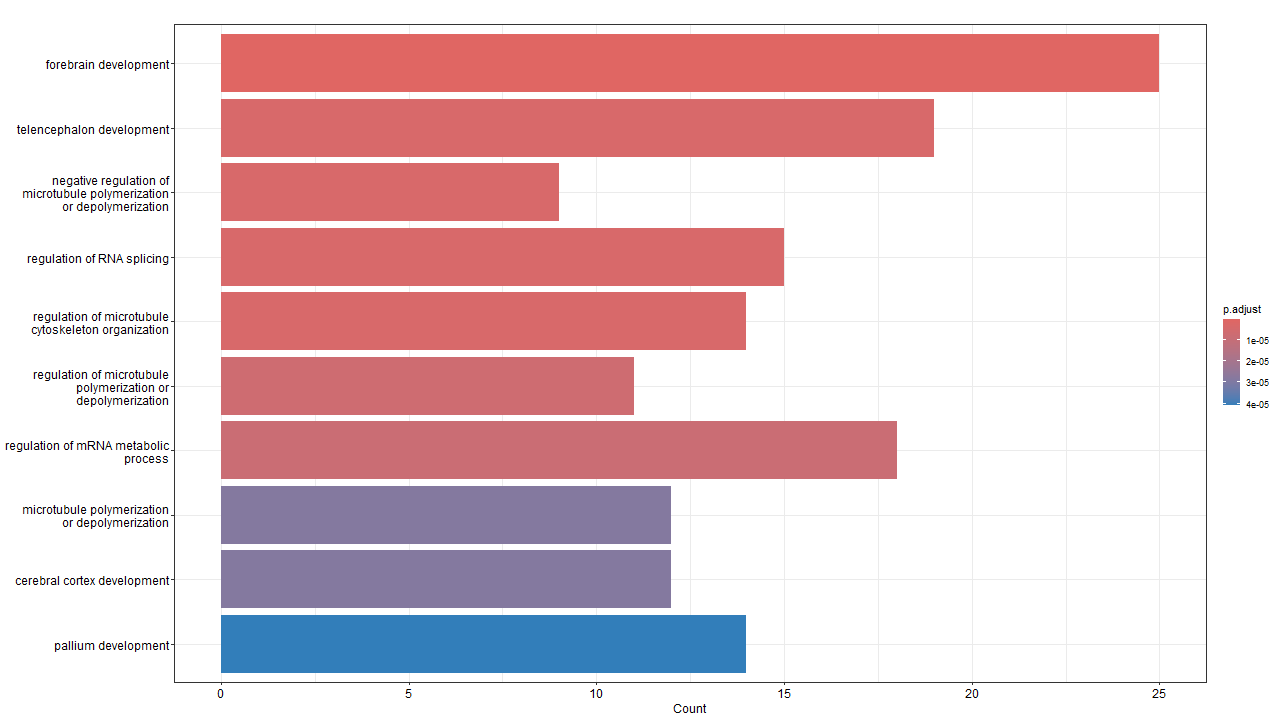 forebrain development
telencephalon development
negative regulation of
microtubule polymerization
or depolymerization
regulation of RNA splicing
regulation of microtubule
cytoskeleton organization
regulation of microtubule
polymerization or
depolymerization
regulation of mRNA metabolic
process
microtubule polymerization
or depolymerization
cerebral cortex development
pallium development
0
5
10
15
20
25
Count
p.adjust
1e-05
2e-05
3e-05
4e-05